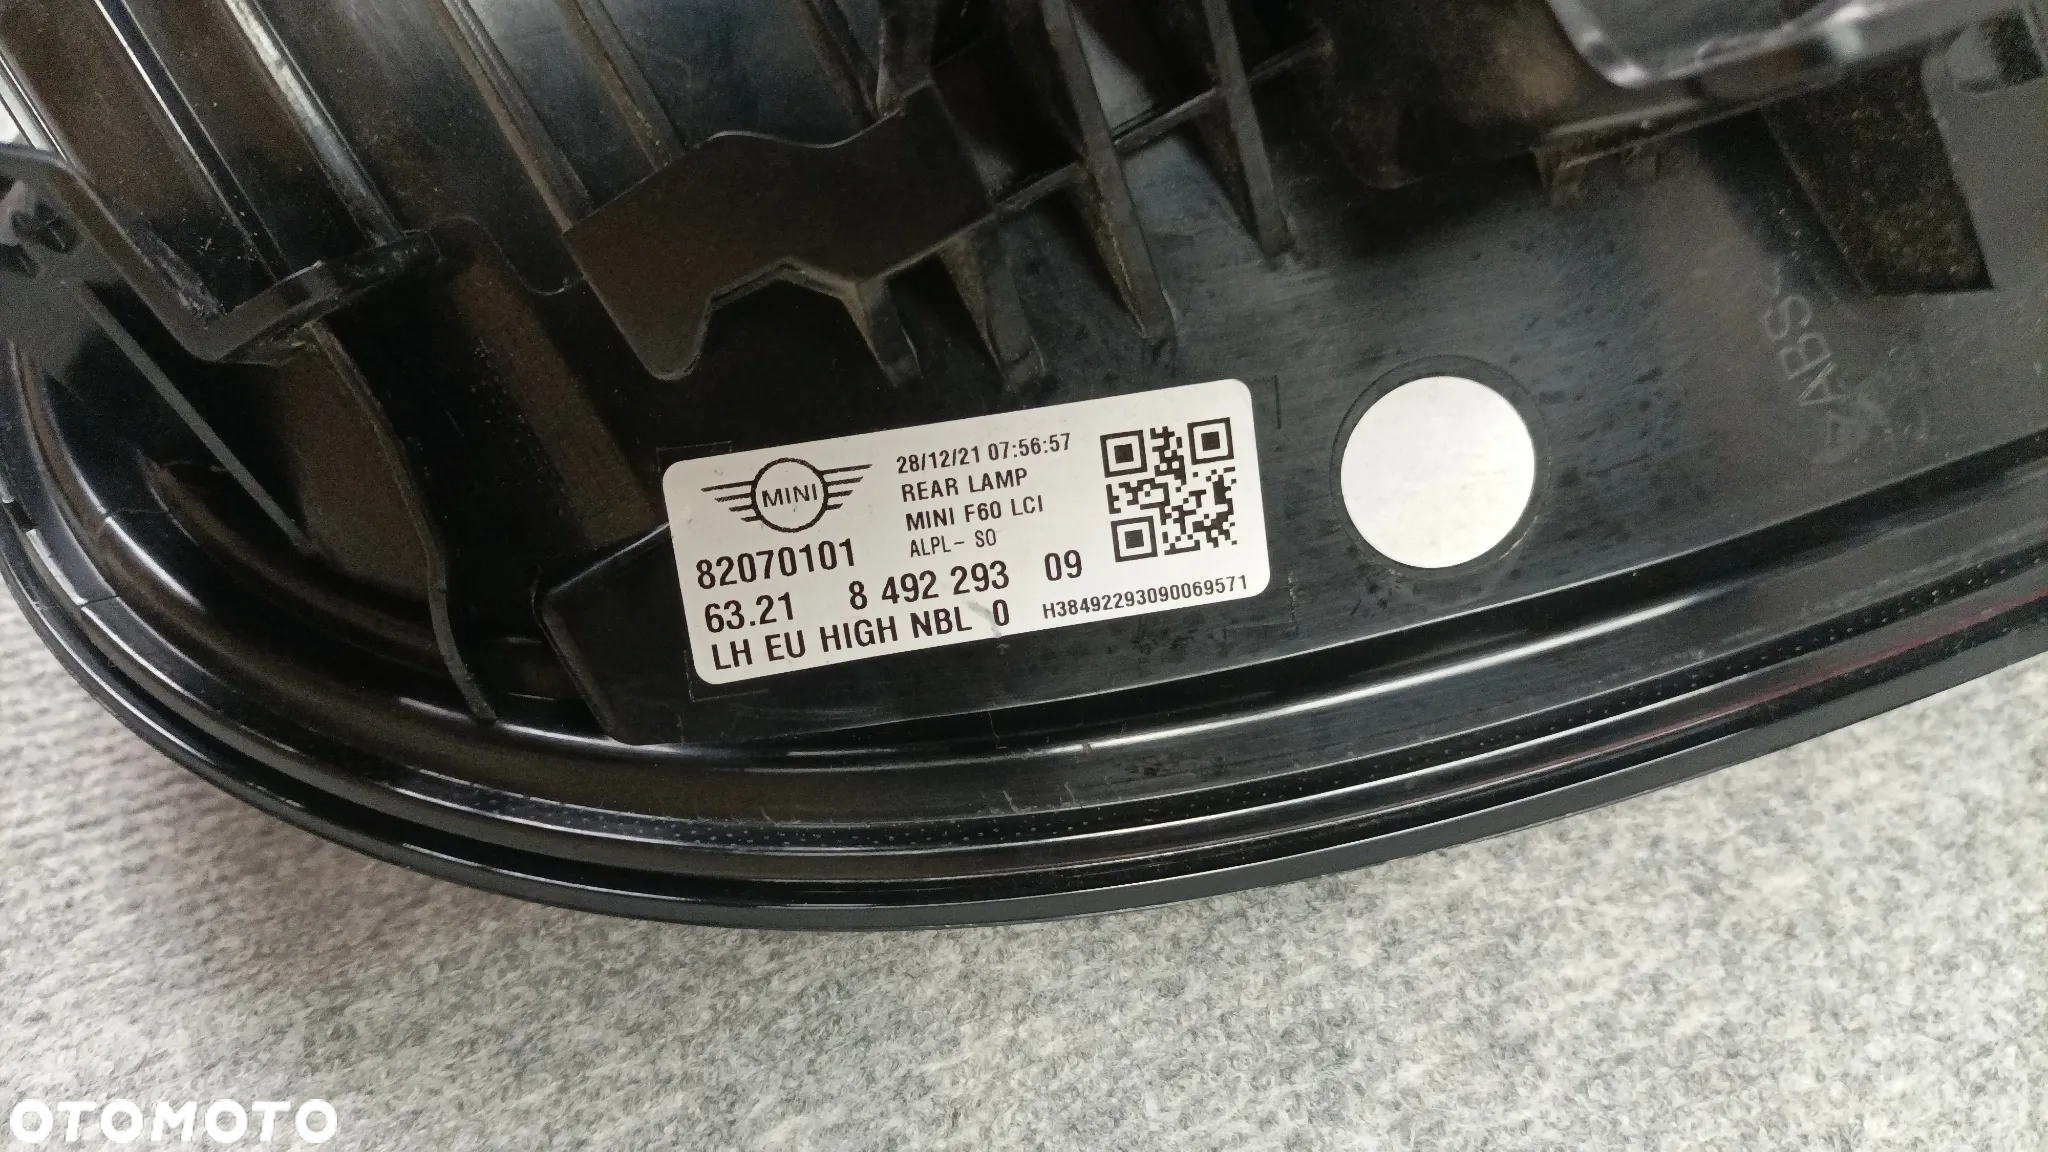 MINI
28/12/21 07:56:57
REAR LAMP
MINI F60 LCI
ALPL- SO
82070101
63.21 8 492 293 09
LH EU HIGH NBL 0
H38492293090069571
OTOMOTO